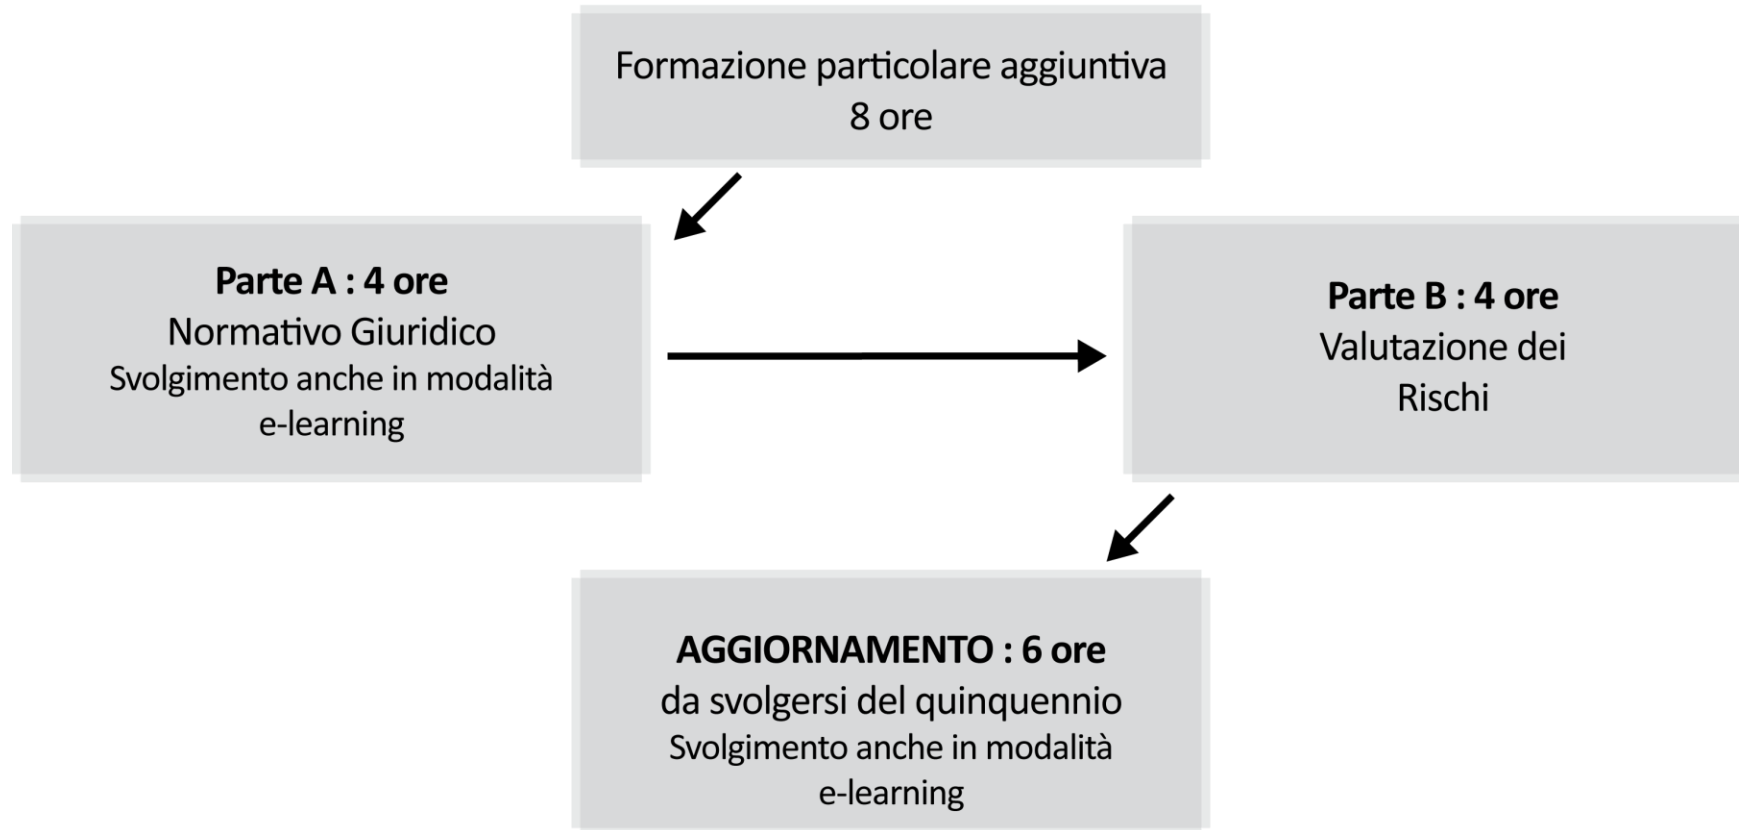 Formazione particolare aggiuntiva
8 ore
Parte A : 4 ore
Normativo Giuridico
Svolgimento anche in modalità
e-learning
Parte B : 4 ore
Valutazione dei
Rischi
AGGIORNAMENTO : 6 ore
da svolgersi del quinquennio
Svolgimento anche in modalità
e-learning